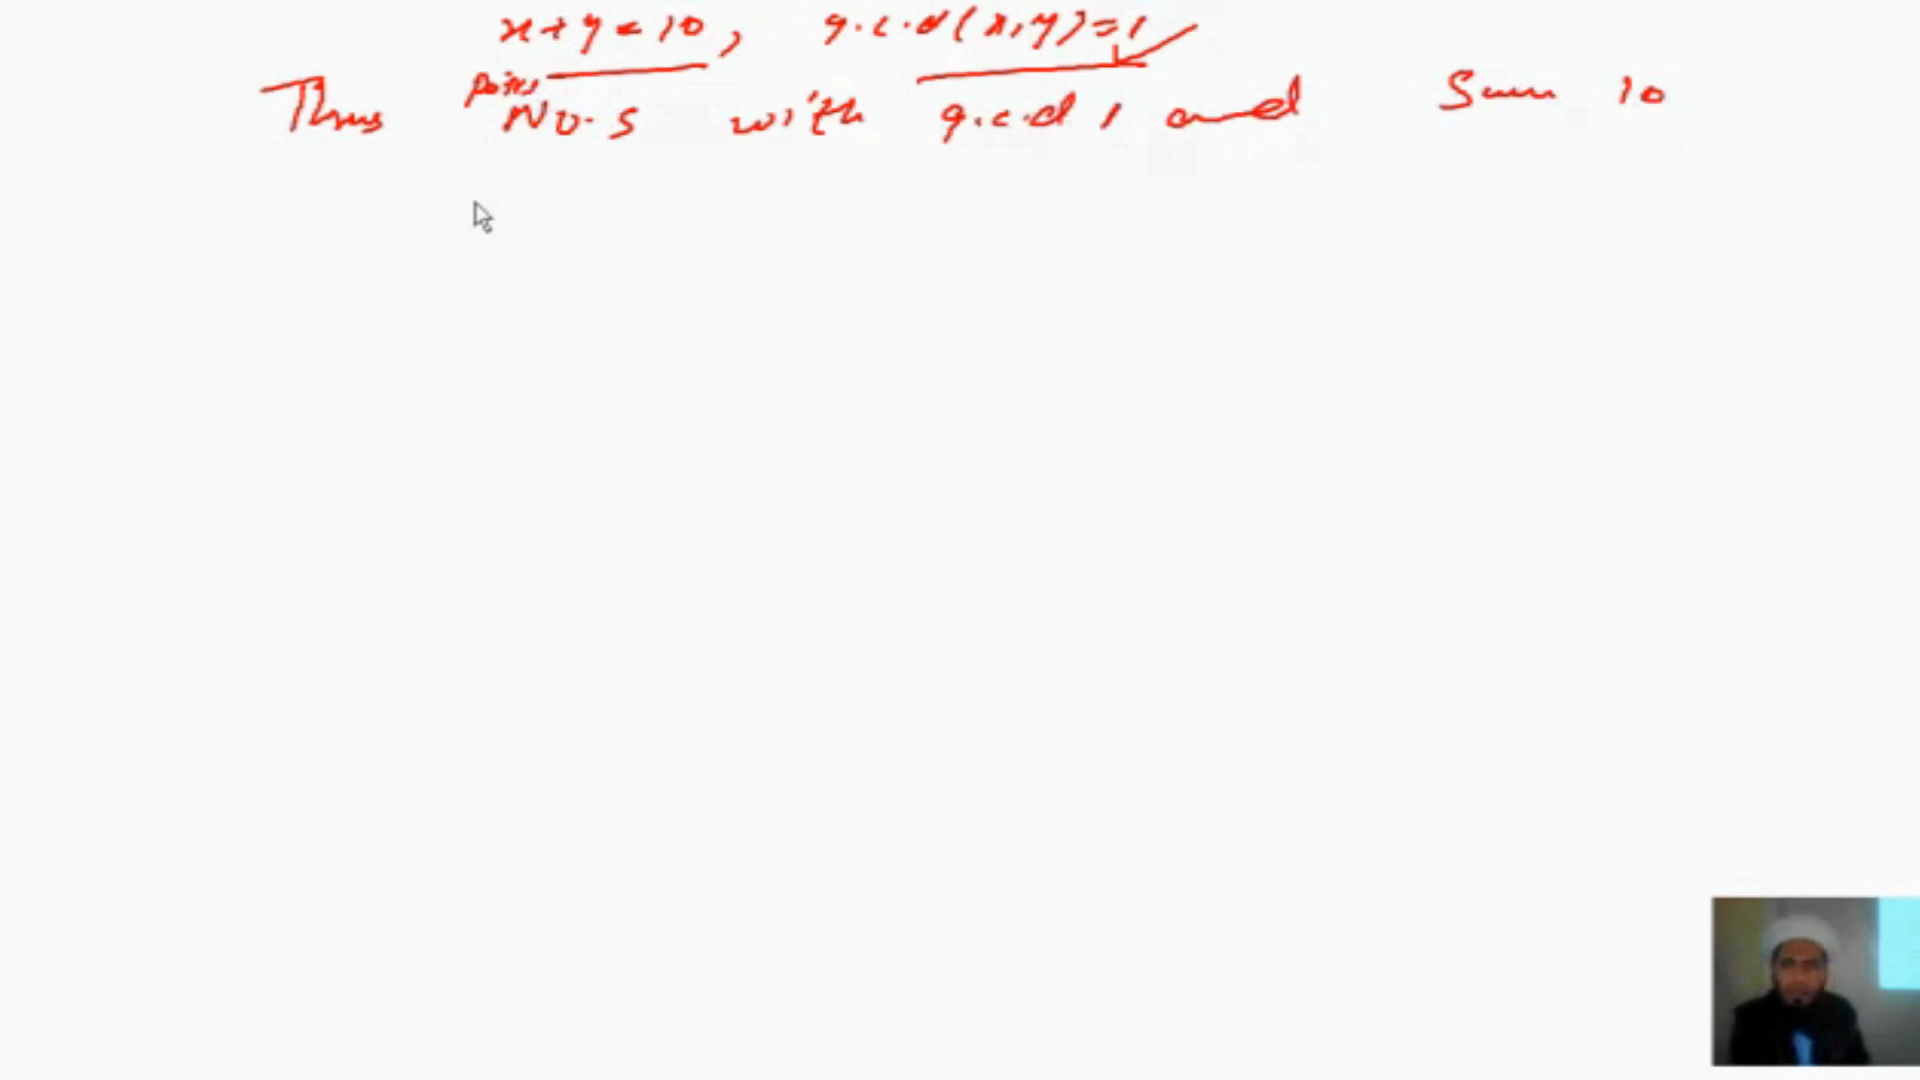 x+y=10, g.c.d(x,y)=1
Thus pairs No.s with g.c.d 1 and Sum 10